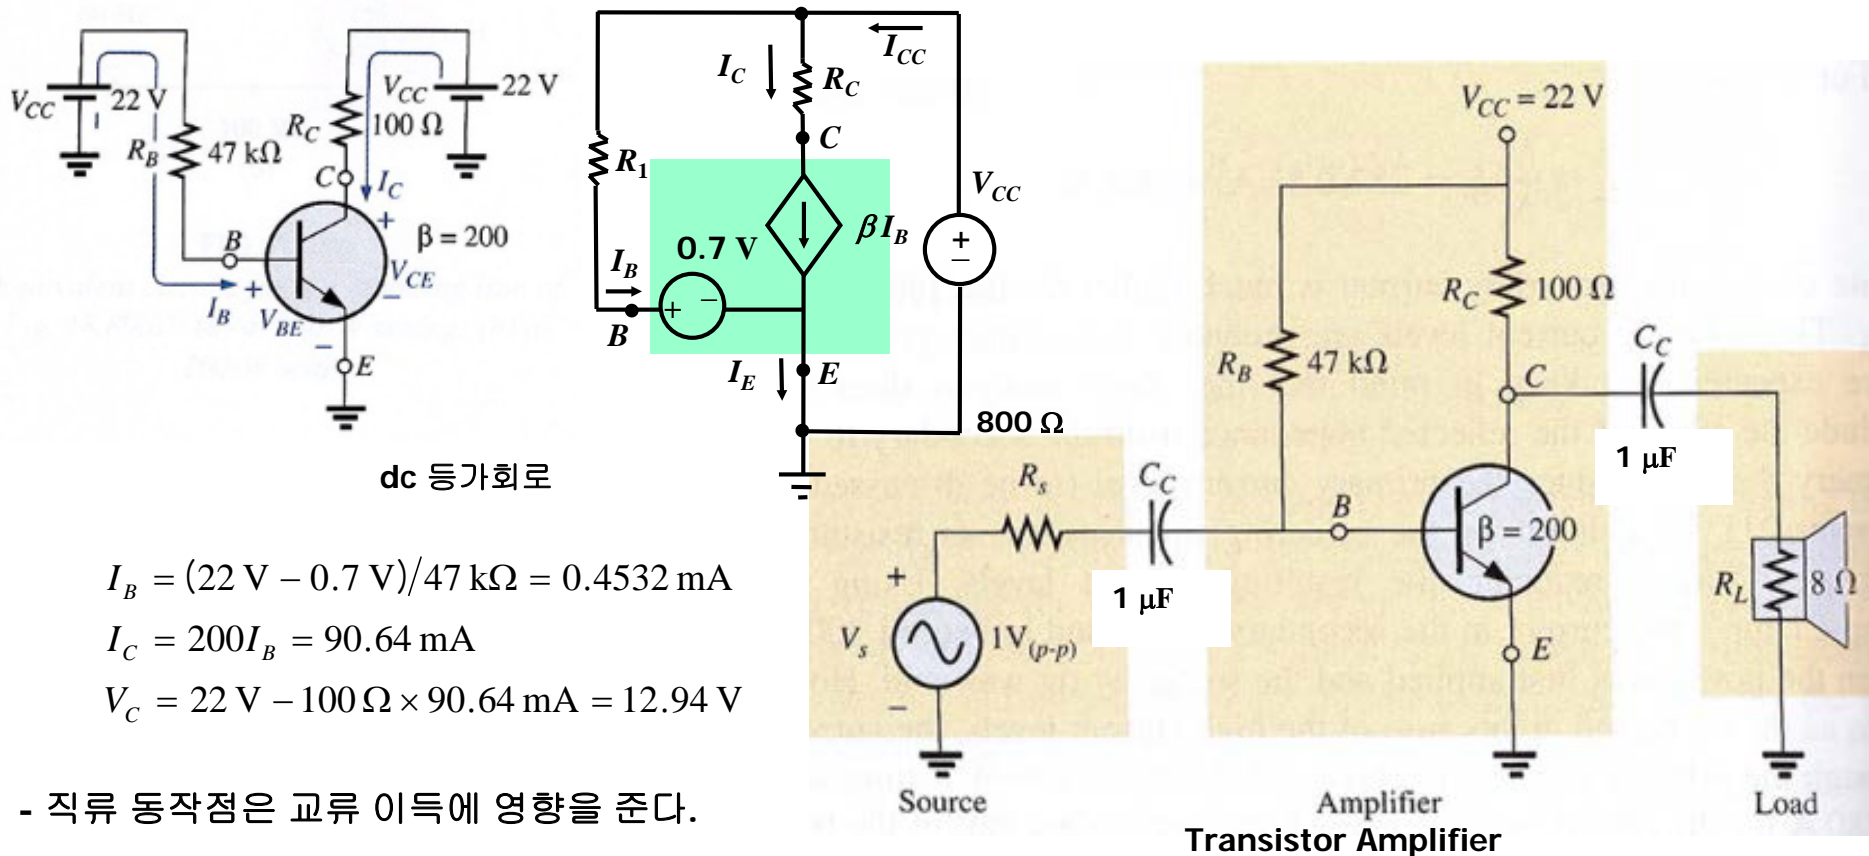 V_CC
22 V
R_B
47 kΩ
B
I_B
+
V_BE
−
E
V_CC
22 V
R_C
100 Ω
C
I_C
+
β = 200
V_CE
−
I_CC
I_C
R_C
C
R_1
V_CC
βI_B
0.7 V
I_B
+
−
B
+
−
I_E
E
800 Ω
dc 등가회로
I_B = (22 V − 0.7 V)/47 kΩ = 0.4532 mA
I_C = 200I_B = 90.64 mA
V_C = 22 V − 100 Ω × 90.64 mA = 12.94 V
- 직류 동작점은 교류 이득에 영향을 준다.
V_CC = 22 V
R_C
100 Ω
R_B
47 kΩ
C
C_C
1 μF
R_s
C_C
1 μF
B
β = 200
E
+
V_s
1V_(p-p)
−
R_L
8 Ω
Source
Amplifier
Load
Transistor Amplifier